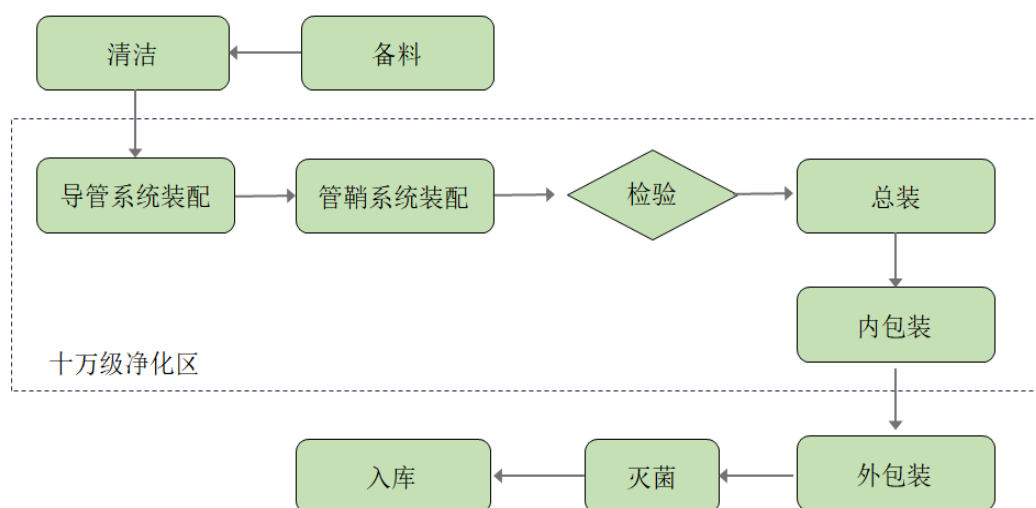 清洁
备料
导管系统装配
管鞘系统装配
检验
总装
内包装
十万级净化区
入库
灭菌
外包装